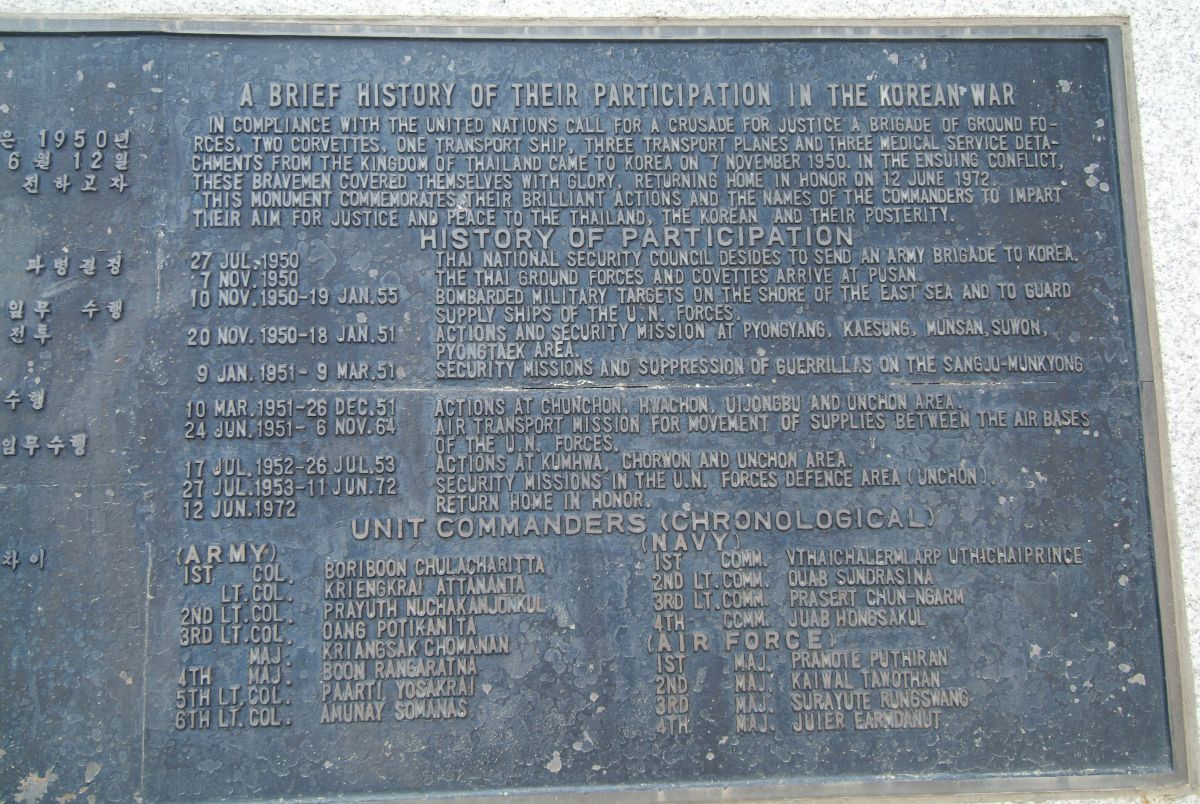 은 1950년
6월 12일
전하고자
파병결정
임무 수행
전투
수행
임무수행
차이
6·
A BRIEF HISTORY OF THEIR PARTICIPATION IN THE KOREAN WAR
IN COMPLIANCE WITH THE UNITED NATIONS CALL FOR A CRUSADE FOR JUSTICE A BRIGADE OF GROUND FO-
RCES, TWO CORVETTES, ONE TRANSPORT SHIP, THREE TRANSPORT PLANES AND THREE MEDICAL SERVICE DETA-
CHMENTS FROM THE KINGDOM OF THAILAND CAME TO KOREA ON 7 NOVEMBER 1950. IN THE ENSUING CONFLICT,
THESE BRAVEMEN COVERED THEMSELVES WITH GLORY, RETURNING HOME IN HONOR ON 12 JUNE 1972.
THIS MONUMENT COMMEMORATES THEIR BRILLIANT ACTIONS AND THE NAMES OF THE COMMANDERS TO IMPART
THEIR AIM FOR JUSTICE AND PEACE TO THE THAILAND, THE KOREAN AND THEIR POSTERITY.
HISTORY OF PARTICIPATION
27 JUL. 1950 THAI NATIONAL SECURITY COUNCIL DESIDES TO SEND AN ARMY BRIGADE TO KOREA.
7 NOV. 1950 THE THAI GROUND FORCES AND COVETTES ARRIVE AT PUSAN.
10 NOV. 1950-19 JAN.55 BOMBARDED MILITARY TARGETS ON THE SHORE OF THE EAST SEA AND TO GUARD
SUPPLY SHIPS OF THE U.N. FORCES.
20 NOV. 1950-18 JAN.51 ACTIONS AND SECURITY MISSION AT PYONGYANG, KAESUNG, MUNSAN, SUWON,
PYONGTAEK AREA.
9 JAN. 1951- 9 MAR.51 SECURITY MISSIONS AND SUPPRESSION OF GUERRILLAS ON THE SANGJU-MUNKYONG
10 MAR.1951-26 DEC.51 ACTIONS AT CHUNCHON, HWACHON, UIJONGBU AND UNCHON AREA.
24 JUN.1951- 6 NOV.64 AIR TRANSPORT MISSION FOR MOVEMENT OF SUPPLIES BETWEEN THE AIR BASES
OF THE U.N. FORCES.
17 JUL.1952-26 JUL.53 ACTIONS AT KUMHWA, CHORWON AND UNCHON AREA.
27 JUL.1953-11 JUN.72 SECURITY MISSIONS IN THE U.N. FORCES DEFENCE AREA (UNCHON).
12 JUN.1972 RETURN HOME IN HONOR.
UNIT COMMANDERS (CHRONOLOGICAL)
(ARMY)
1ST COL. BORIBOON CHULACHARITTA
LT.COL. KRIENGKRAI ATTANANTA
2ND LT.COL. PRAYUTH NUCHAKANJONKUL
3RD LT.COL. OANG POTIKANITA
MAJ. KRIANGSAK CHOMANAN
4TH MAJ. BOON RANGARATNA
5TH LT.COL. PAARTI YOSAKRAI
6TH LT.COL. AMUNAY SOMANAS
(NAVY)
1ST COMM. VTHAICHALERMLARP UTHICHAIPRINCE
2ND LT.COMM. OUAB SUNDRASINA
3RD LT.COMM. PRASERT CHUN-NGARM
4TH COMM. JUAB HONGSAKUL
(AIR FORCE)
1ST MAJ. PRAMOTE PUTHIRAN
2ND MAJ. KAIWAL TAWOTHAN
3RD MAJ. SURAYUTE RUNGSWANG
4TH MAJ. JUIER EARMDANUT